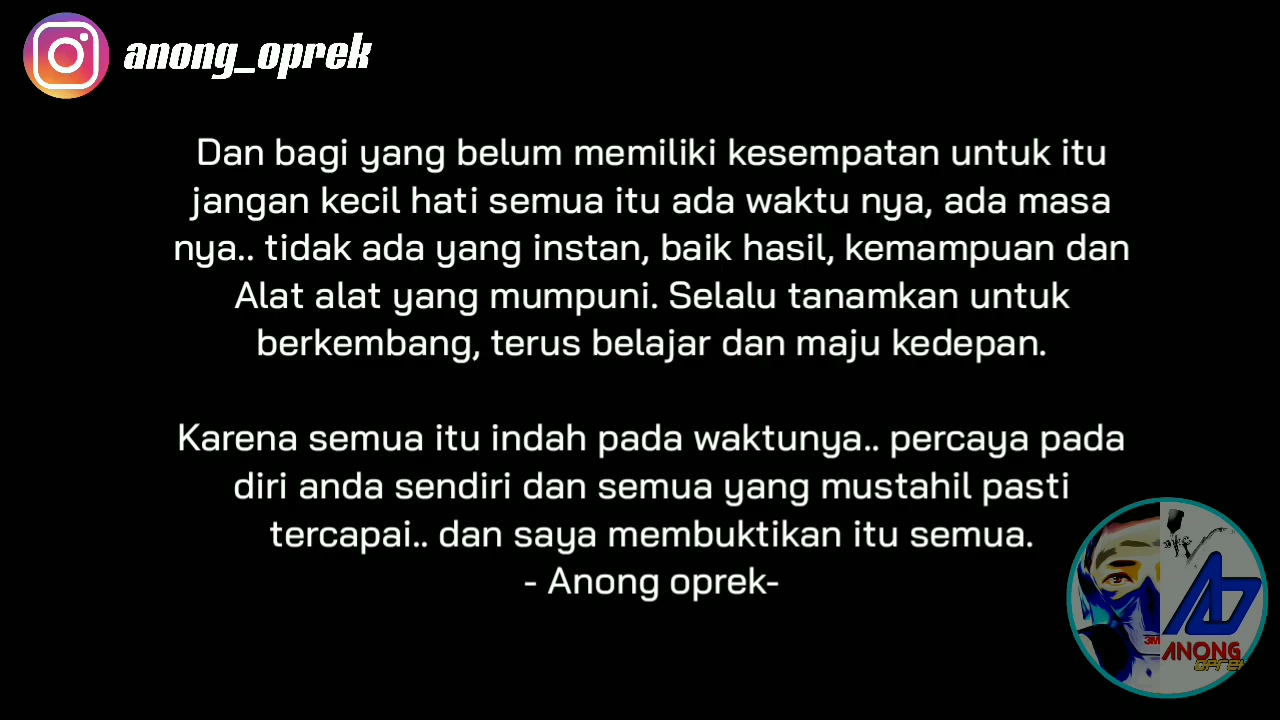 anong_oprek
Dan bagi yang belum memiliki kesempatan untuk itu
jangan kecil hati semua itu ada waktu nya, ada masa
nya.. tidak ada yang instan, baik hasil, kemampuan dan
Alat alat yang mumpuni. Selalu tanamkan untuk
berkembang, terus belajar dan maju kedepan.
Karena semua itu indah pada waktunya.. percaya pada
diri anda sendiri dan semua yang mustahil pasti
tercapai.. dan saya membuktikan itu semua.
- Anong oprek-
3M
ANONG
OPREK